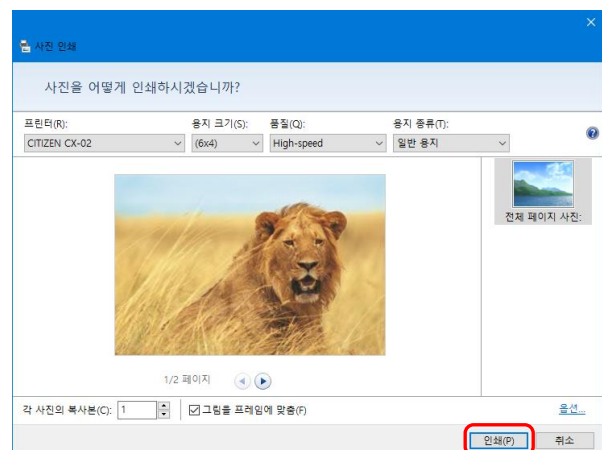 사진 인쇄
사진을 어떻게 인쇄하시겠습니까?
프린터(R): 용지 크기(S): 품질(Q): 용지 종류(T):
CITIZEN CX-02 (6x4) High-speed 일반 용지
전체 페이지 사진:
1/2 페이지
각 사진의 복사본(C): 1 그림을 프레임에 맞춤(F) 옵션...
인쇄(P) 취소